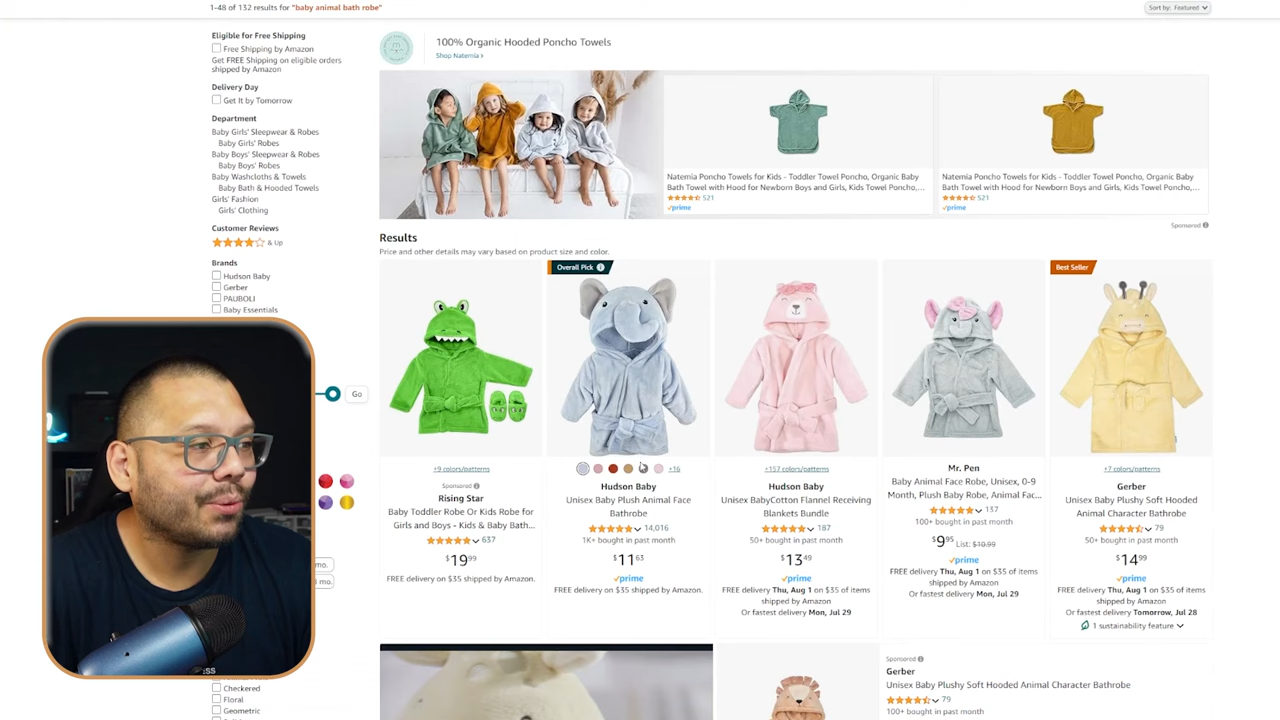 1-48 of 132 results for "baby animal bath robe"
Sort by: Featured
Eligible for Free Shipping
Free Shipping by Amazon
Get FREE Shipping on eligible orders
shipped by Amazon
Delivery Day
Get It by Tomorrow
Department
Baby Girls' Sleepwear & Robes
Baby Girls' Robes
Baby Boys' Sleepwear & Robes
Baby Boys' Robes
Baby Washcloths & Towels
Baby Bath & Hooded Towels
Girls' Fashion
Girls' Clothing
Customer Reviews
& Up
Brands
Hudson Baby
Gerber
PAUBOLI
Baby Essentials
Go
mo.
mo.
Checkered
Floral
Geometric
100% Organic Hooded Poncho Towels
Shop Natemia ›
Natemia Poncho Towels for Kids - Toddler Towel Poncho, Organic Baby
Bath Towel with Hood for Newborn Boys and Girls, Kids Towel Poncho,...
521
prime
Natemia Poncho Towels for Kids - Toddler Towel Poncho, Organic Baby
Bath Towel with Hood for Newborn Boys and Girls, Kids Towel Poncho,...
521
prime
Sponsored
Results
Price and other details may vary based on product size and color.
+9 colors/patterns
Sponsored
Rising Star
Baby Toddler Robe Or Kids Robe for
Girls and Boys - Kids & Baby Bath...
637
$19 99
FREE delivery on $35 shipped by Amazon.
Overall Pick
+16
Hudson Baby
Unisex Baby Plush Animal Face
Bathrobe
14,016
1K+ bought in past month
$11 63
prime
FREE delivery on $35 shipped by Amazon.
+157 colors/patterns
Hudson Baby
Unisex BabyCotton Flannel Receiving
Blankets Bundle
187
50+ bought in past month
$13 49
prime
FREE delivery Thu, Aug 1 on $35 of items
shipped by Amazon
Or fastest delivery Mon, Jul 29
Mr. Pen
Baby Animal Face Robe, Unisex, 0-9
Month, Plush Baby Robe, Animal Fac...
137
100+ bought in past month
$9 95 List: $10.99
prime
FREE delivery Thu, Aug 1 on $35 of items
shipped by Amazon
Or fastest delivery Mon, Jul 29
Best Seller
+7 colors/patterns
Gerber
Unisex Baby Plushy Soft Hooded
Animal Character Bathrobe
79
50+ bought in past month
$14 99
prime
FREE delivery Thu, Aug 1 on $35 of items
shipped by Amazon
Or fastest delivery Tomorrow, Jul 28
1 sustainability feature
Sponsored
Gerber
Unisex Baby Plushy Soft Hooded Animal Character Bathrobe
79
100+ bought in past month